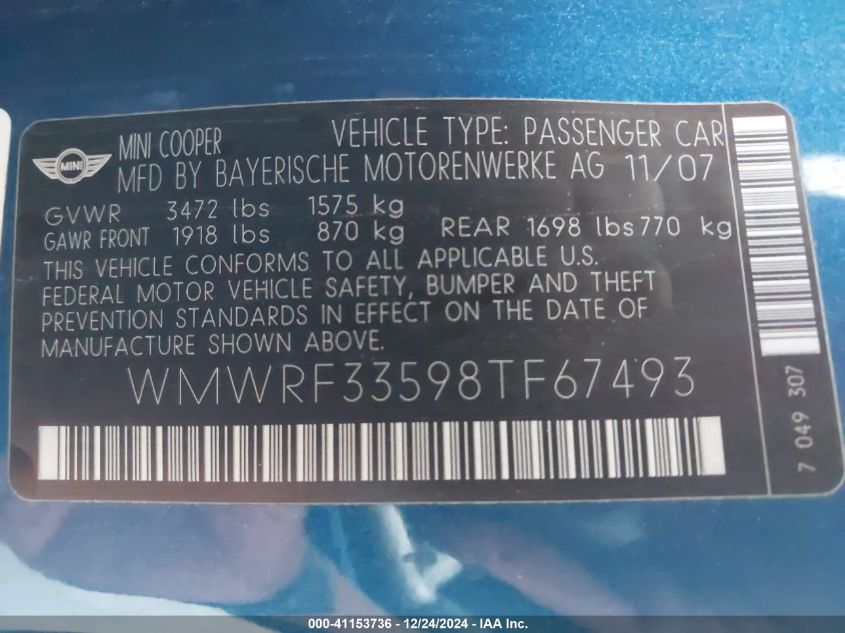 MINI
MINI COOPER VEHICLE TYPE: PASSENGER CAR
MFD BY BAYERISCHE MOTORENWERKE AG 11/07
GVWR 3472 lbs 1575 kg
GAWR FRONT 1918 lbs 870 kg REAR 1698 lbs 770 kg
THIS VEHICLE CONFORMS TO ALL APPLICABLE U.S.
FEDERAL MOTOR VEHICLE SAFETY, BUMPER AND THEFT
PREVENTION STANDARDS IN EFFECT ON THE DATE OF
MANUFACTURE SHOWN ABOVE.
WMWRF33598TF67493
7 049 307
000-41153736 - 12/24/2024 - IAA Inc.